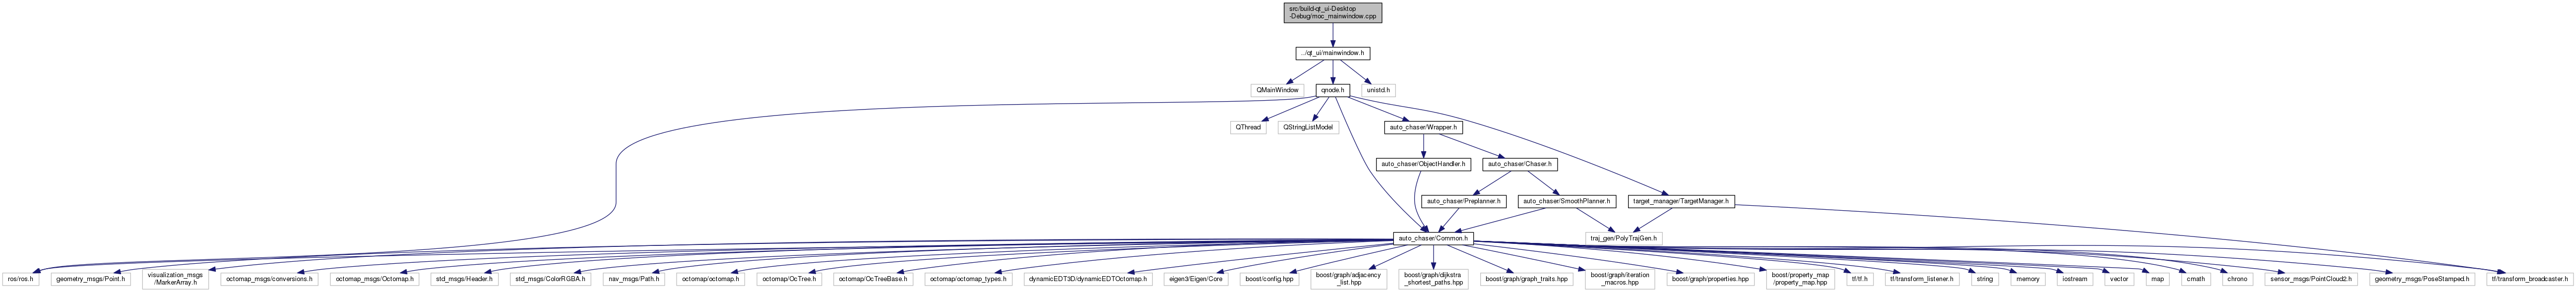 src/build-qt_ui-Desktop
-Debug/moc_mainwindow.cpp
../qt_ui/mainwindow.h
QMainWindow
qnode.h
unistd.h
QThread
QStringListModel
auto_chaser/Wrapper.h
auto_chaser/ObjectHandler.h
auto_chaser/Chaser.h
auto_chaser/Preplanner.h
auto_chaser/SmoothPlanner.h
target_manager/TargetManager.h
auto_chaser/Common.h
traj_gen/PolyTrajGen.h
ros/ros.h
geometry_msgs/Point.h
visualization_msgs
/MarkerArray.h
octomap_msgs/conversions.h
octomap_msgs/Octomap.h
std_msgs/Header.h
std_msgs/ColorRGBA.h
nav_msgs/Path.h
octomap/octomap.h
octomap/OcTree.h
octomap/OcTreeBase.h
octomap/octomap_types.h
dynamicEDT3D/dynamicEDTOctomap.h
eigen3/Eigen/Core
boost/config.hpp
boost/graph/adjacency
_list.hpp
boost/graph/dijkstra
_shortest_paths.hpp
boost/graph/graph_traits.hpp
boost/graph/iteration
_macros.hpp
boost/graph/properties.hpp
boost/property_map
/property_map.hpp
tf/tf.h
tf/transform_listener.h
string
memory
iostream
vector
map
cmath
chrono
sensor_msgs/PointCloud2.h
geometry_msgs/PoseStamped.h
tf/transform_broadcaster.h